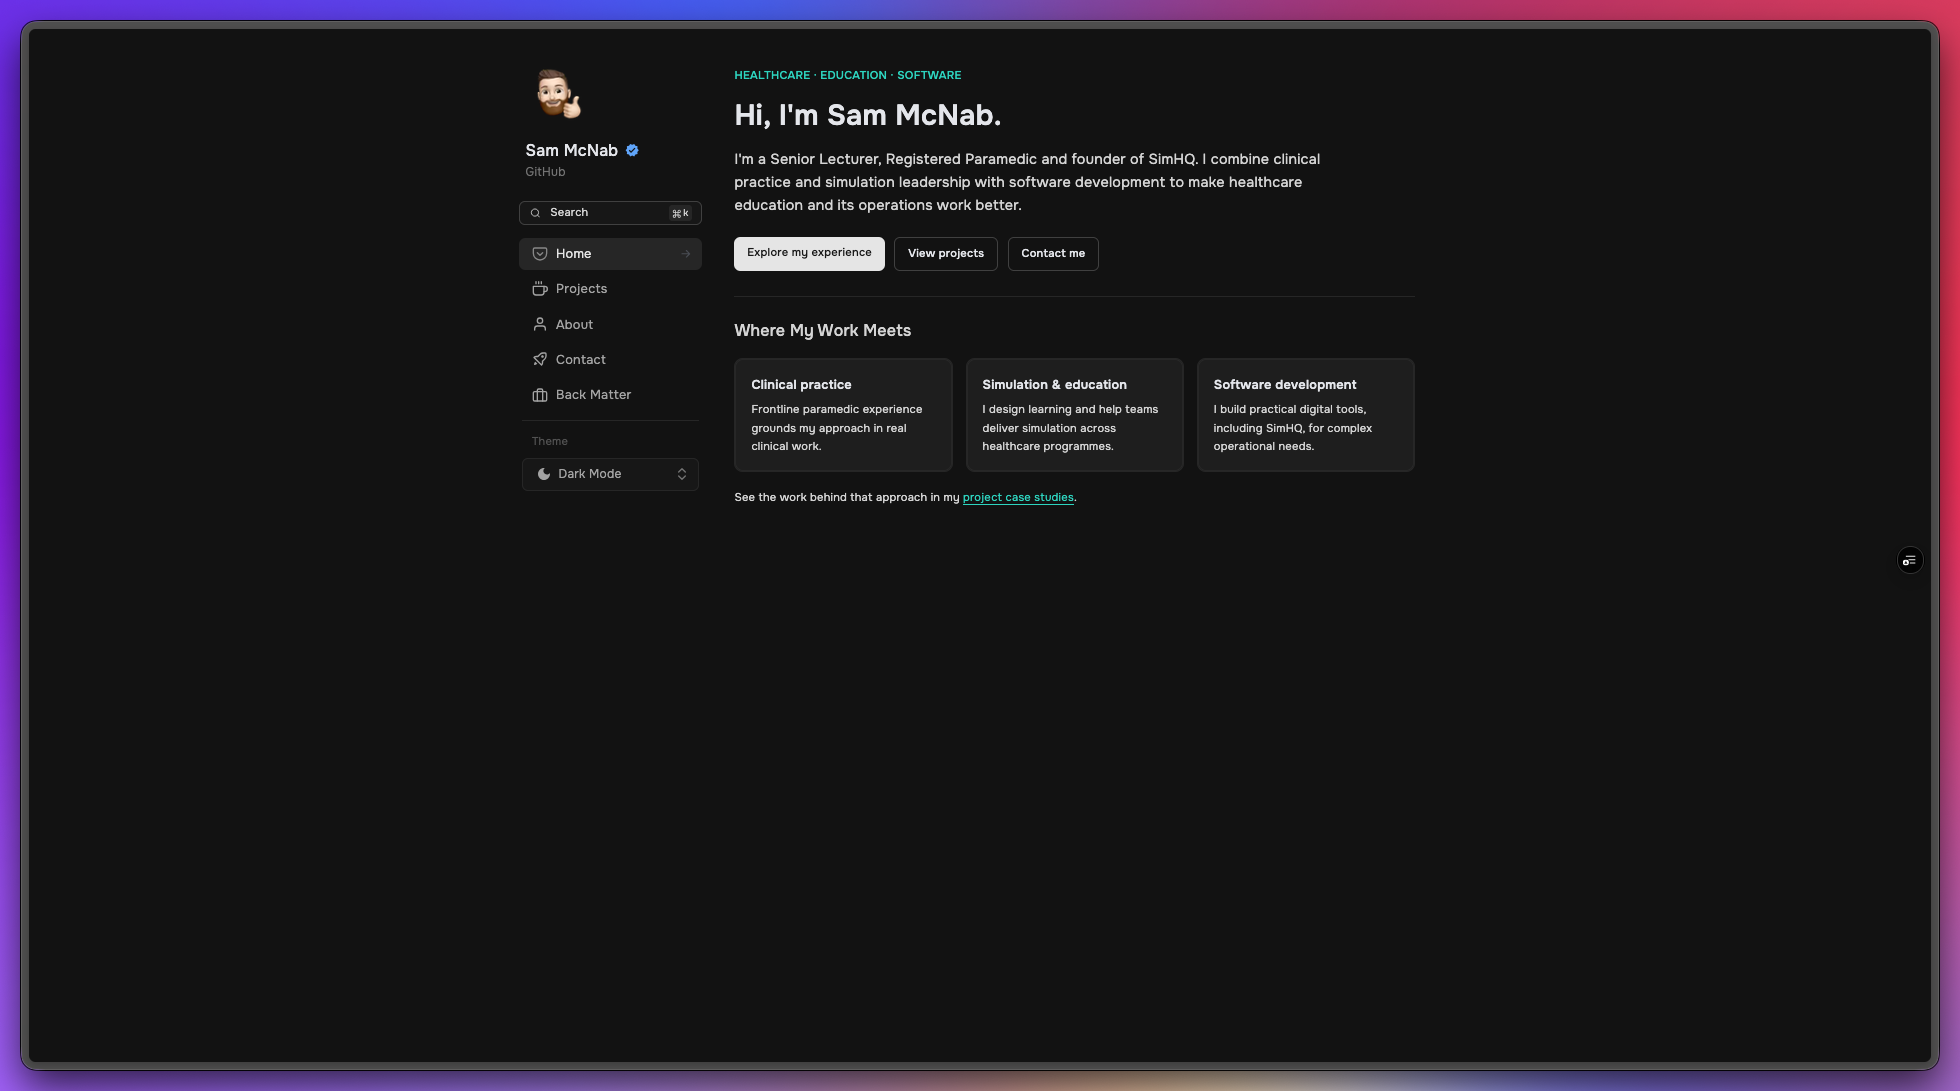 Sam McNab
GitHub
Search ⌘k
Home
Projects
About
Contact
Back Matter
Theme
Dark Mode
HEALTHCARE · EDUCATION · SOFTWARE
Hi, I'm Sam McNab.
I'm a Senior Lecturer, Registered Paramedic and founder of SimHQ. I combine clinical
practice and simulation leadership with software development to make healthcare
education and its operations work better.
Explore my experience
View projects
Contact me
Where My Work Meets
Clinical practice
Frontline paramedic experience
grounds my approach in real
clinical work.
Simulation & education
I design learning and help teams
deliver simulation across
healthcare programmes.
Software development
I build practical digital tools,
including SimHQ, for complex
operational needs.
See the work behind that approach in my project case studies.